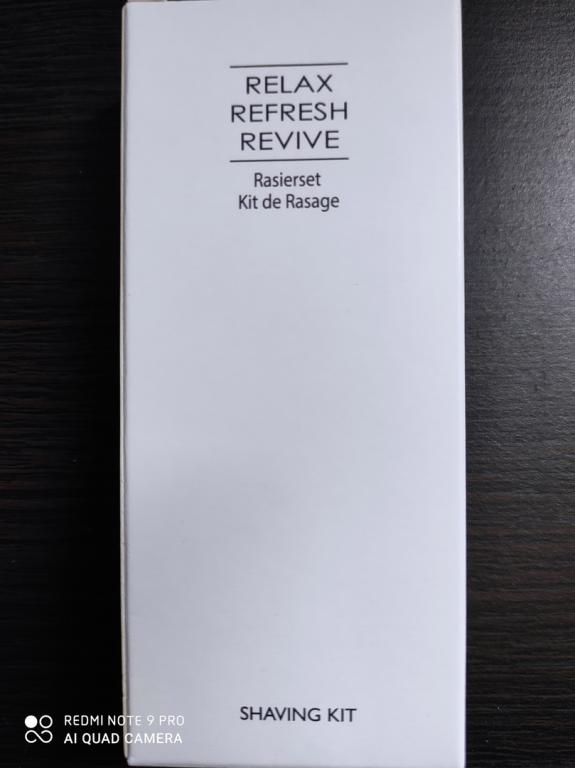 RELAX
REFRESH
REVIVE
Rasierset
Kit de Rasage
SHAVING KIT
REDMI NOTE 9 PRO
AI QUAD CAMERA